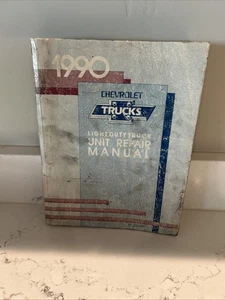 1990
CHEVROLET
TRUCKS
LIGHT DUTY TRUCK
UNIT REPAIR
MANUAL